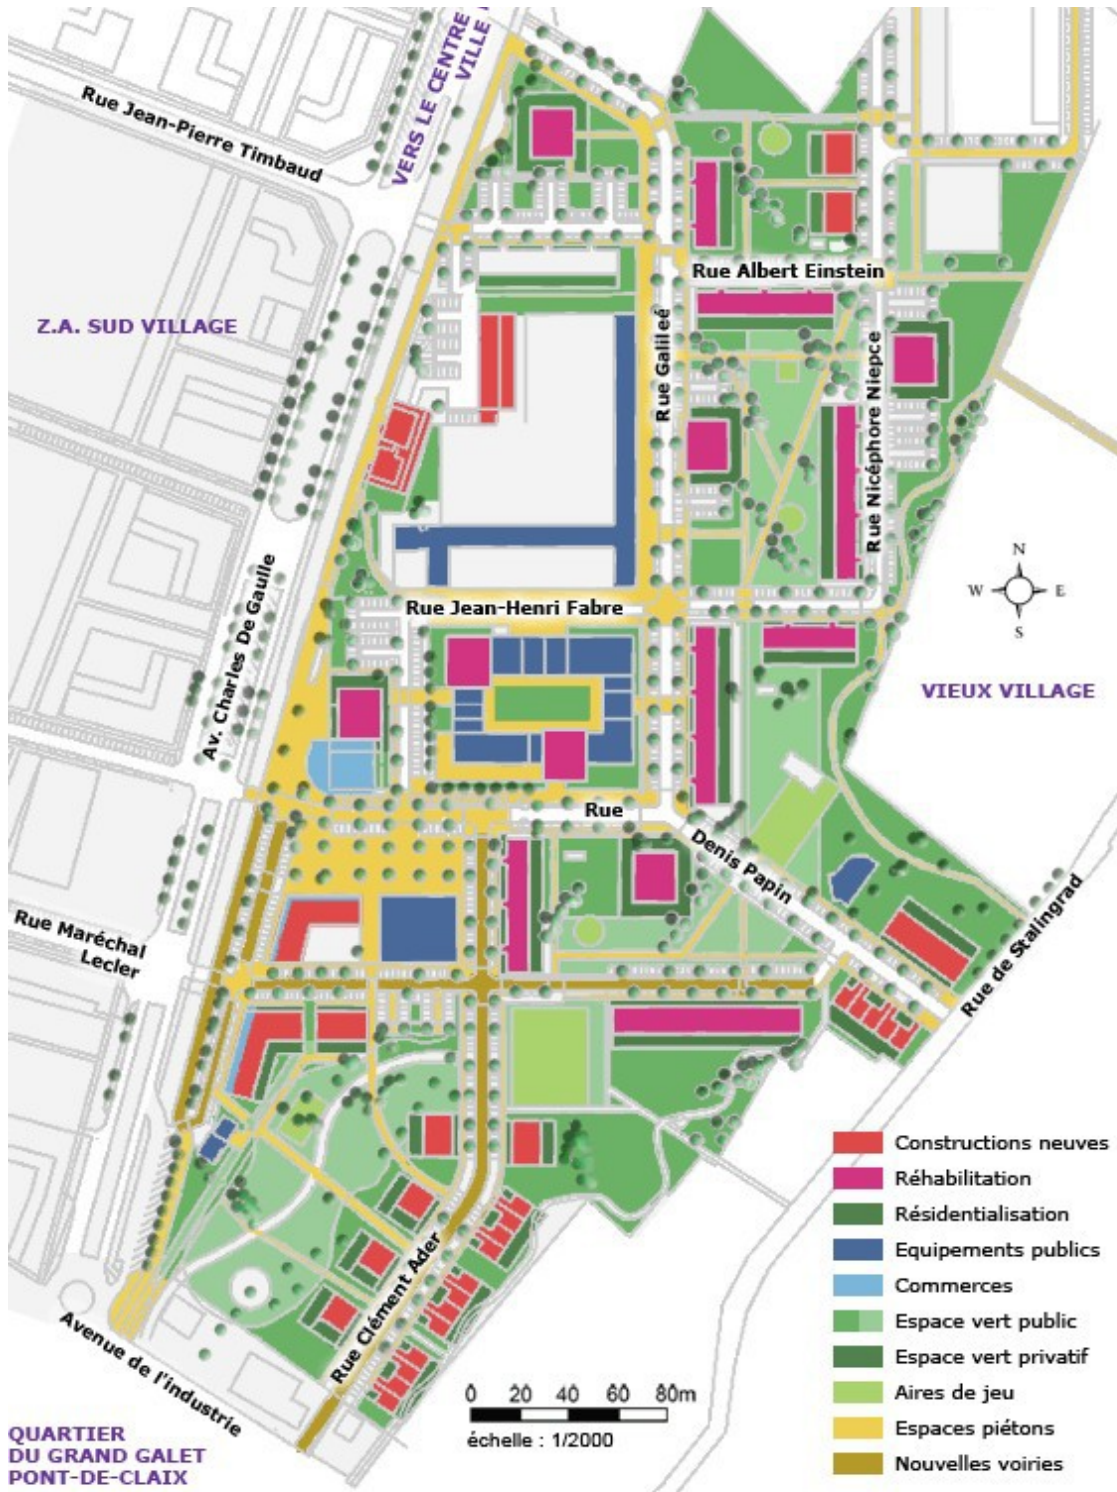 VERS LE CENTRE
VILLE
Rue Jean-Pierre Timbaud
Rue Albert Einstein
Z.A. SUD VILLAGE
Rue Galileé
Rue Nicéphore Niepce
N
W
E
S
Av. Charles De Gaulle
Rue Jean-Henri Fabre
VIEUX VILLAGE
Rue
Denis Papin
Rue Maréchal
Lecler
Rue de Stalingrad
Rue Clément Ader
Avenue de l'industrie
QUARTIER
DU GRAND GALET
PONT-DE-CLAIX
0 20 40 60 80m
échelle : 1/2000
Constructions neuves
Réhabilitation
Résidentialisation
Equipements publics
Commerces
Espace vert public
Espace vert privatif
Aires de jeu
Espaces piétons
Nouvelles voiries